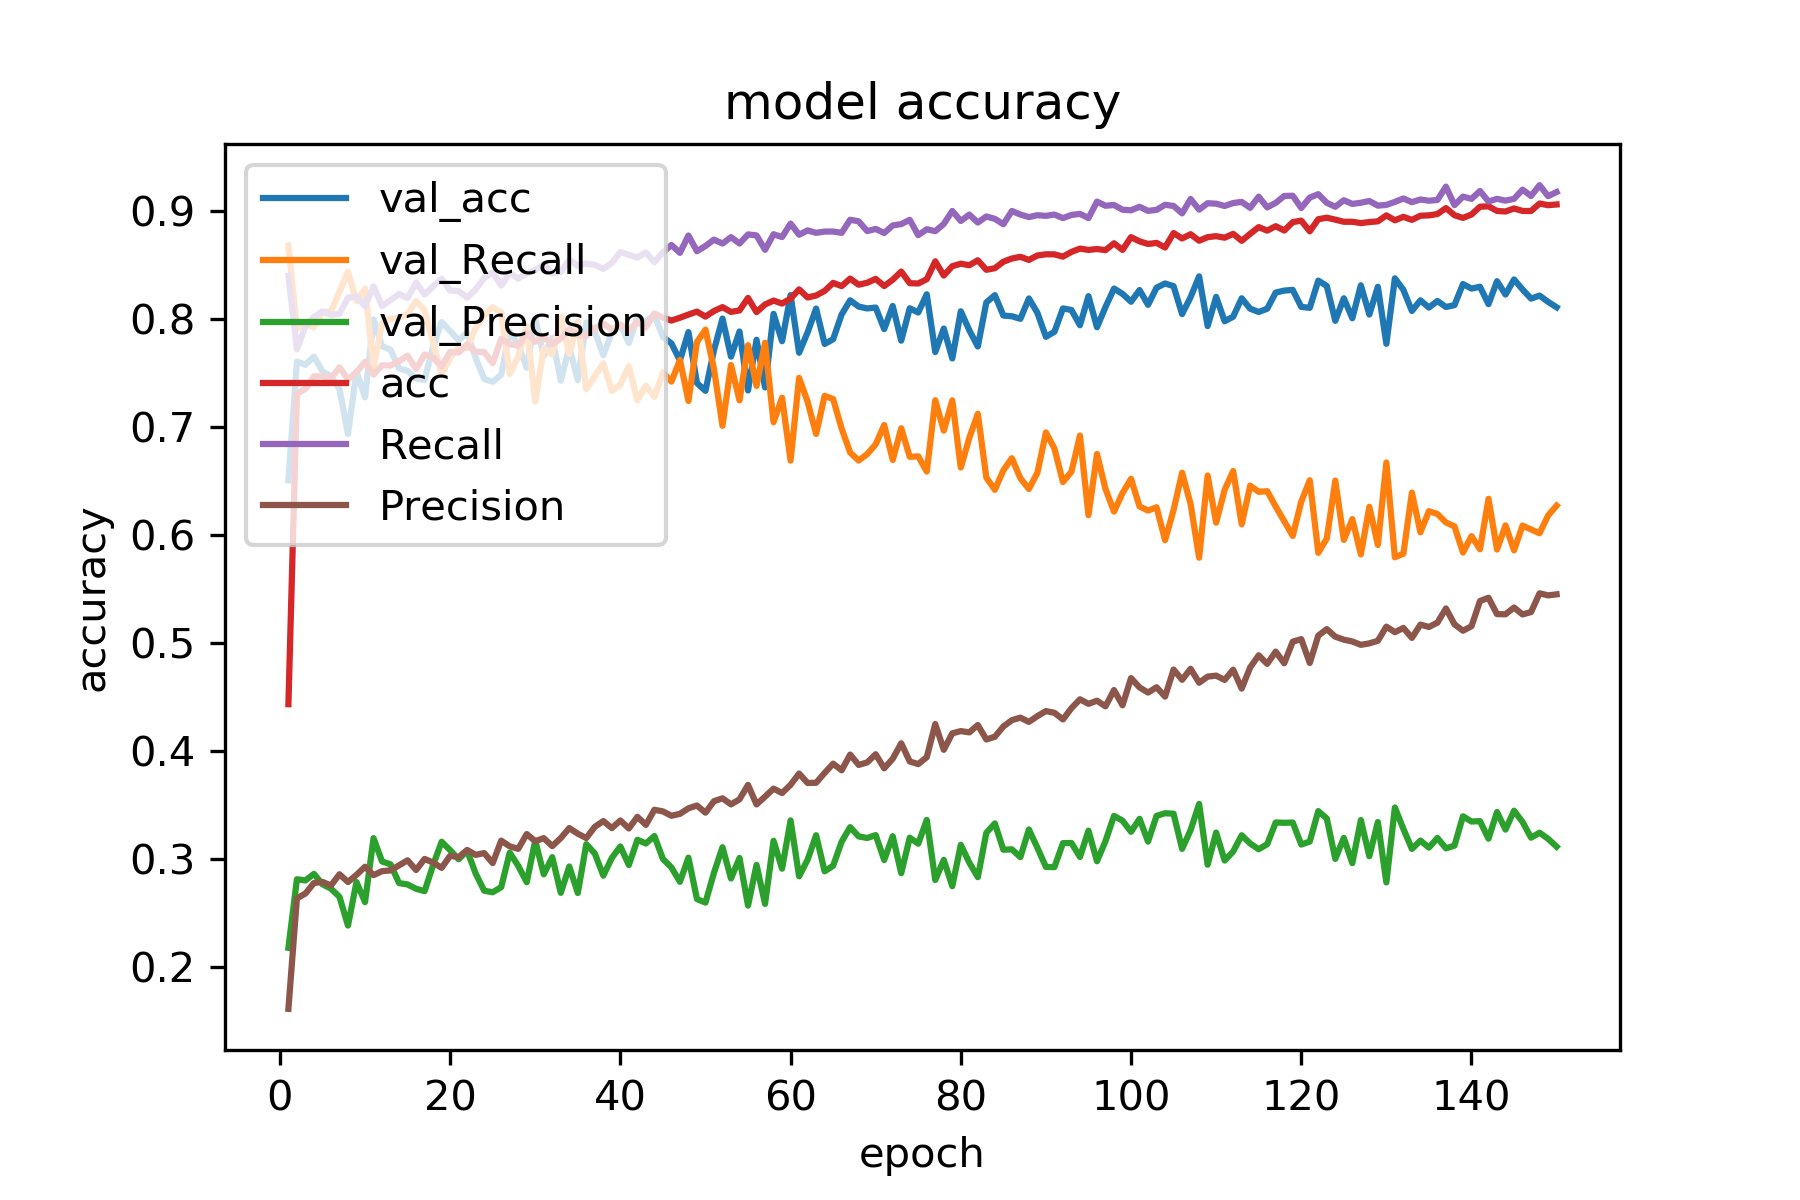 model accuracy
val_acc
val_Recall
val_Precision
acc
Recall
Precision
accuracy
0.9
0.8
0.7
0.6
0.5
0.4
0.3
0.2
0 20 40 60 80 100 120 140
epoch